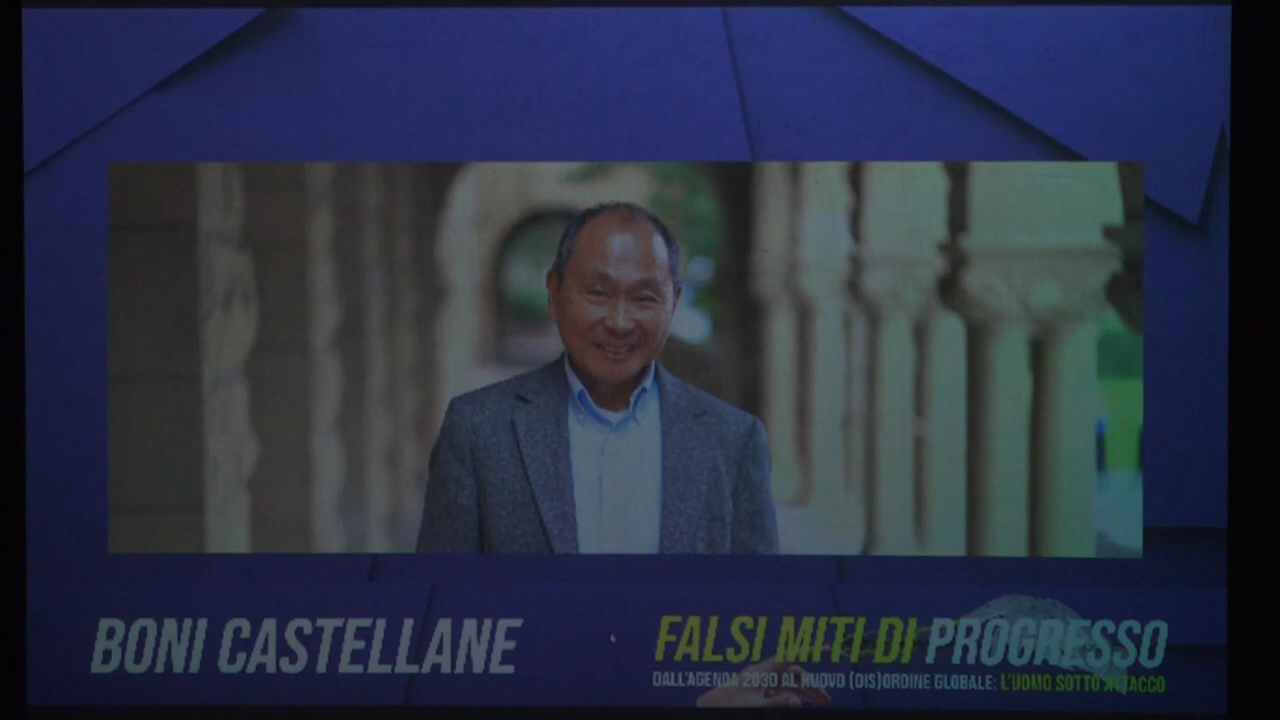 BONI CASTELLANE
FALSI MITI DI PROGRESSO
DALL'AGENDA 2030 AL NUOVO (DIS)ORDINE GLOBALE: L'UOMO SOTTO ATTACCO